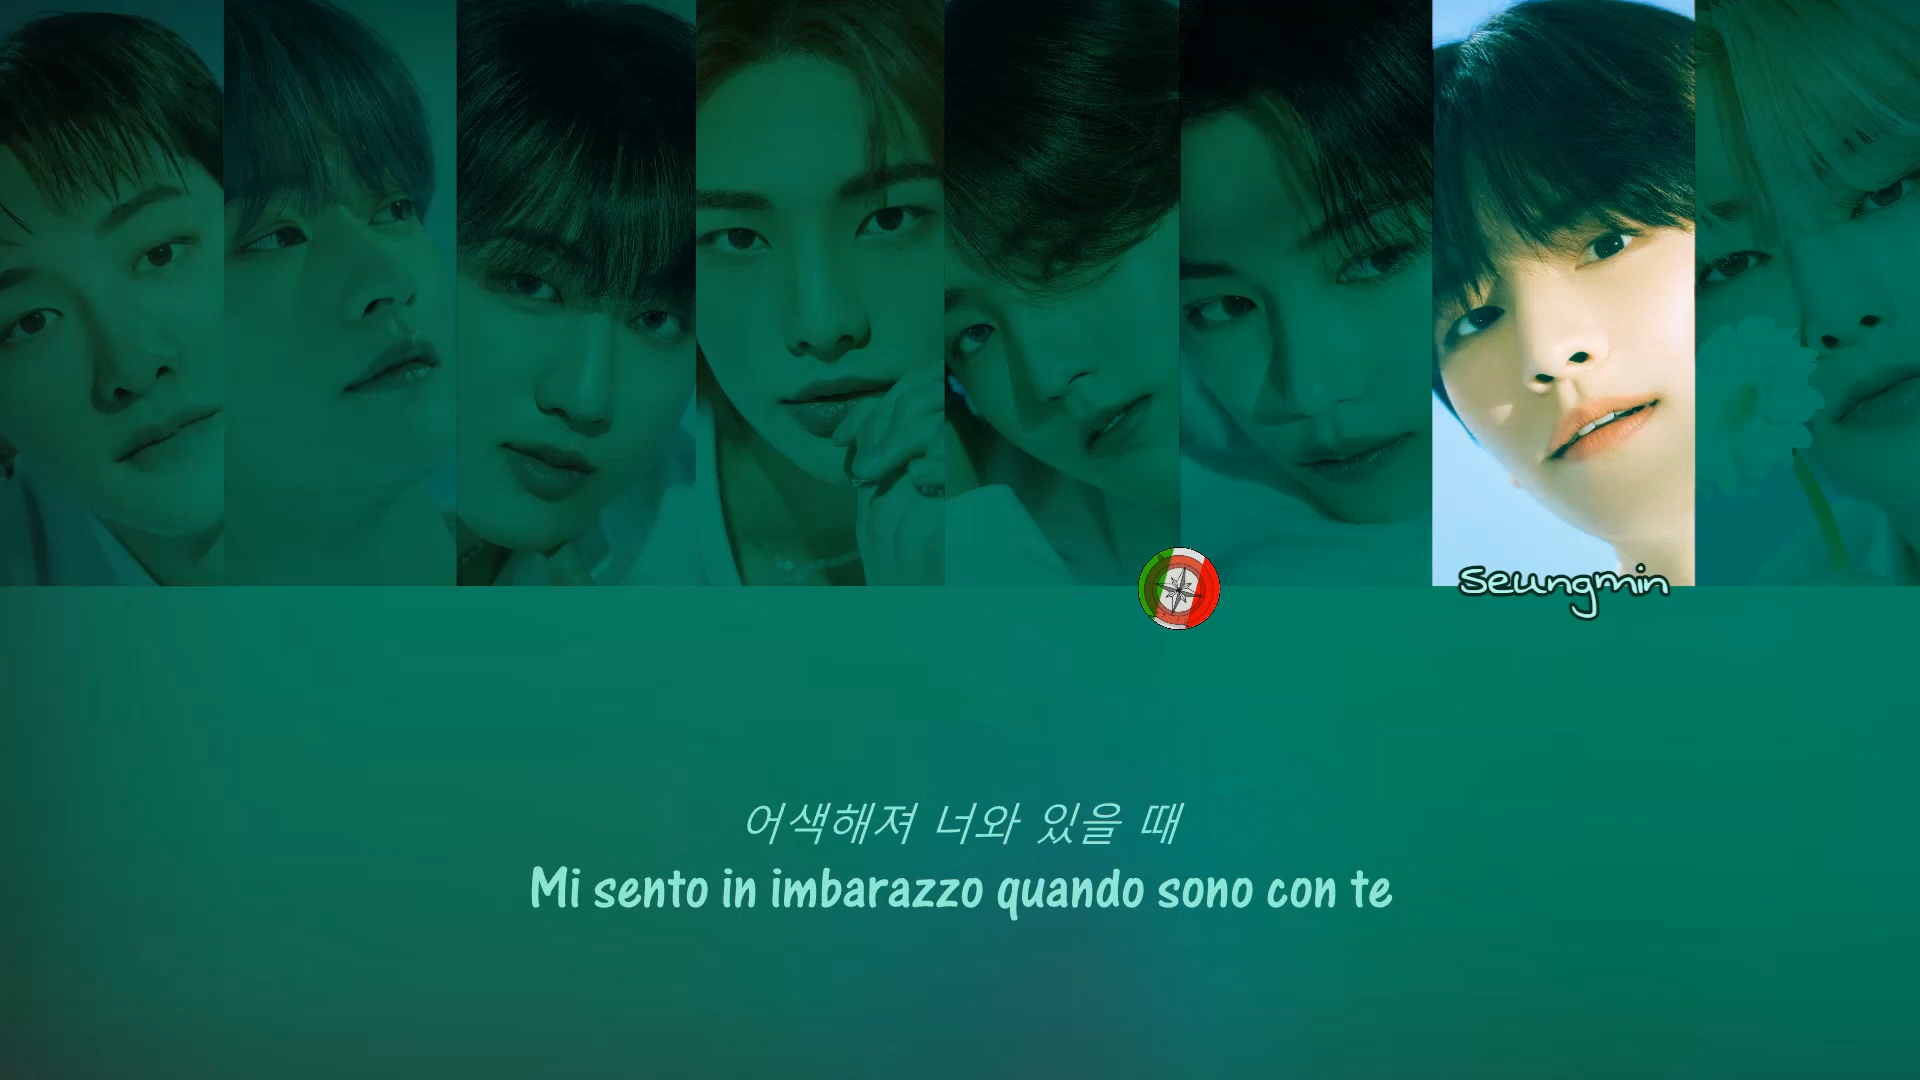 seungmin
어색해져 너와 있을 때
Mi sento in imbarazzo quando sono con te